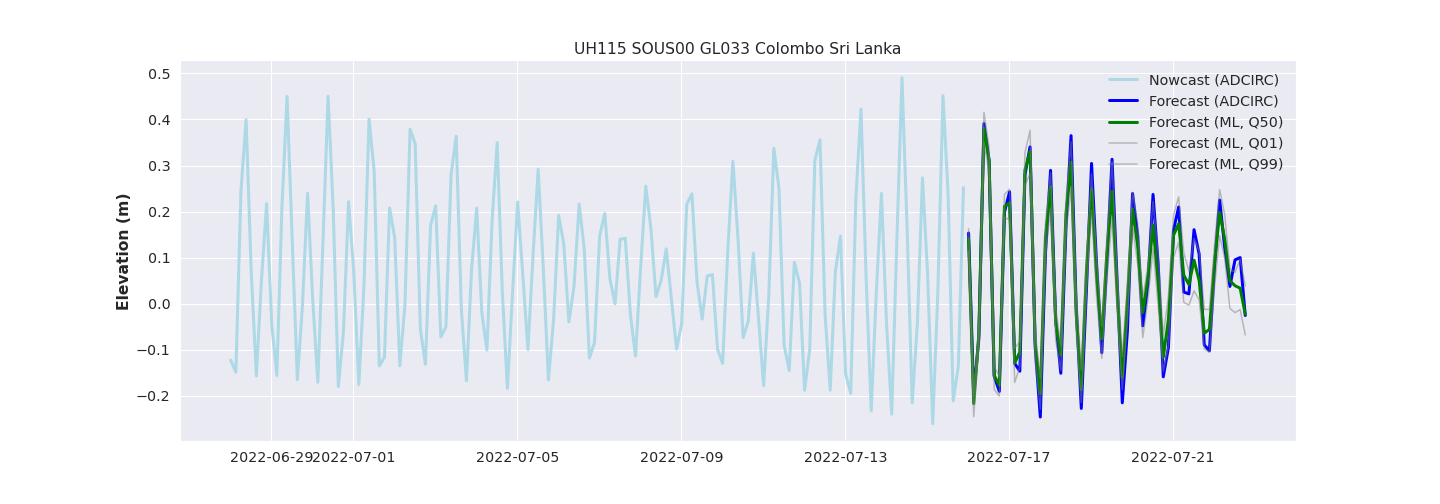 UH115 SOUS00 GL033 Colombo Sri Lanka
Elevation (m)
0.5
0.4
0.3
0.2
0.1
0.0
−0.1
−0.2
Nowcast (ADCIRC)
Forecast (ADCIRC)
Forecast (ML, Q50)
Forecast (ML, Q01)
Forecast (ML, Q99)
2022-06-29 2022-07-01 2022-07-05 2022-07-09 2022-07-13 2022-07-17 2022-07-21